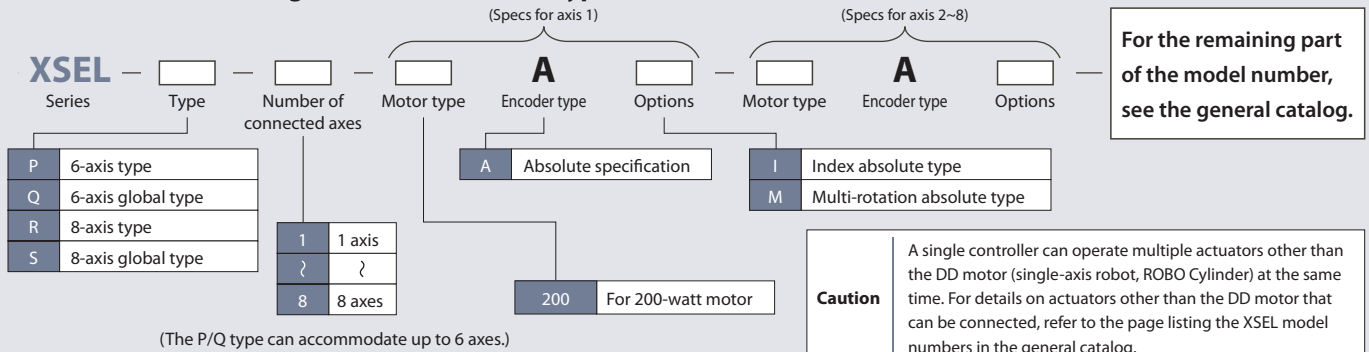 (Specs for axis 1)
(Specs for axis 2~8)
XSEL — — — A — A —
Series Type Number of connected axes Motor type Encoder type Options Motor type Encoder type Options
For the remaining part
of the model number,
see the general catalog.
P 6-axis type
Q 6-axis global type
R 8-axis type
S 8-axis global type
1 1 axis
≀ ≀
8 8 axes
(The P/Q type can accommodate up to 6 axes.)
200 For 200-watt motor
A Absolute specification
I Index absolute type
M Multi-rotation absolute type
Caution
A single controller can operate multiple actuators other than
the DD motor (single-axis robot, ROBO Cylinder) at the same
time. For details on actuators other than the DD motor that
can be connected, refer to the page listing the XSEL model
numbers in the general catalog.